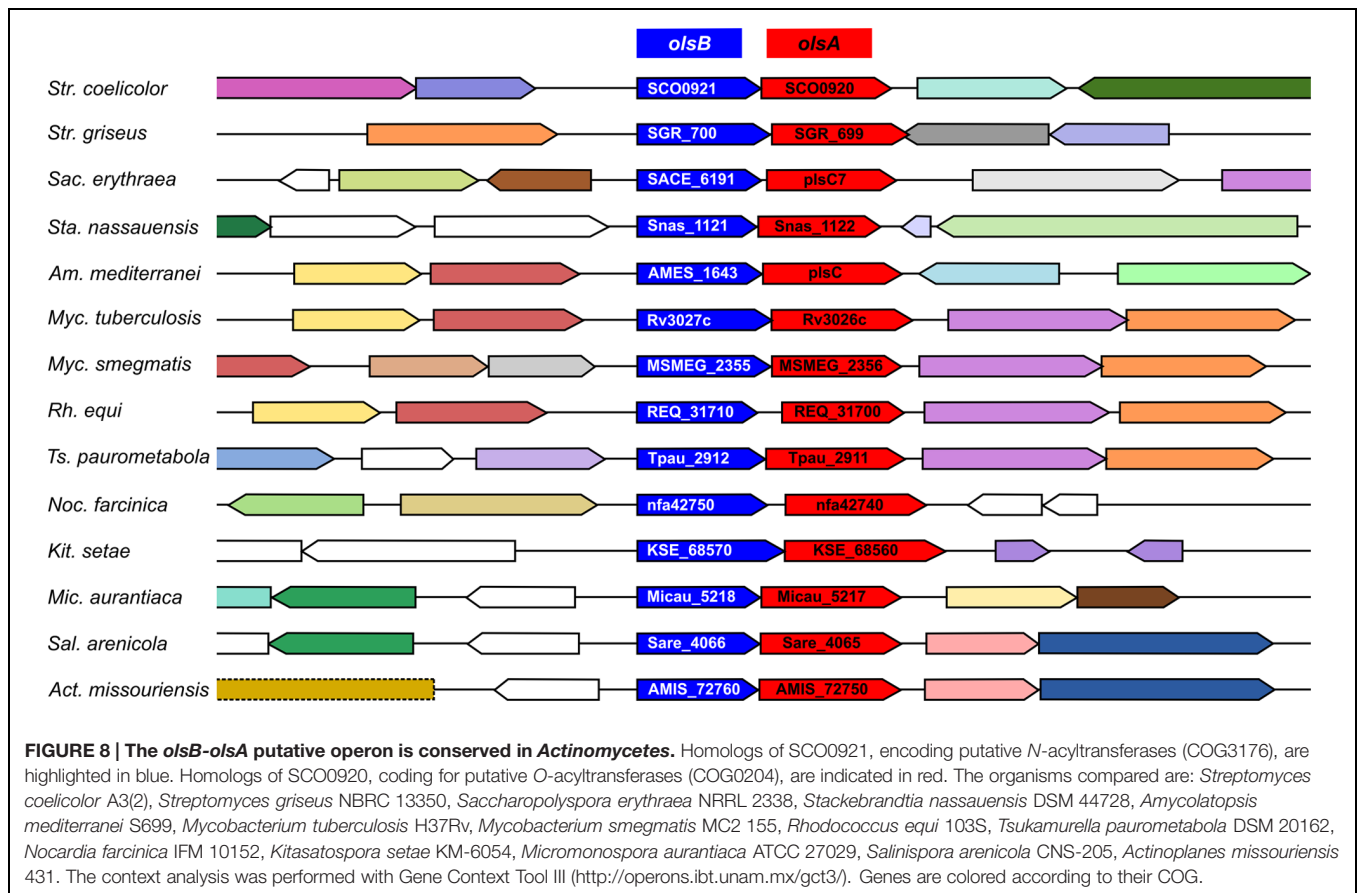 olsB olsA
Str. coelicolor SCO0921 SCO0920
Str. griseus SGR_700 SGR_699
Sac. erythraea SACE_6191 plsC7
Sta. nassauensis Snas_1121 Snas_1122
Am. mediterranei AMES_1643 plsC
Myc. tuberculosis Rv3027c Rv3026c
Myc. smegmatis MSMEG_2355 MSMEG_2356
Rh. equi REQ_31710 REQ_31700
Ts. paurometabola Tpau_2912 Tpau_2911
Noc. farcinica nfa42750 nfa42740
Kit. setae KSE_68570 KSE_68560
Mic. aurantiaca Micau_5218 Micau_5217
Sal. arenicola Sare_4066 Sare_4065
Act. missouriensis AMIS_72760 AMIS_72750
FIGURE 8 | The olsB-olsA putative operon is conserved in Actinomycetes. Homologs of SCO0921, encoding putative N-acyltransferases (COG3176), are
highlighted in blue. Homologs of SCO0920, coding for putative O-acyltransferases (COG0204), are indicated in red. The organisms compared are: Streptomyces
coelicolor A3(2), Streptomyces griseus NBRC 13350, Saccharopolyspora erythraea NRRL 2338, Stackebrandtia nassauensis DSM 44728, Amycolatopsis
mediterranei S699, Mycobacterium tuberculosis H37Rv, Mycobacterium smegmatis MC2 155, Rhodococcus equi 103S, Tsukamurella paurometabola DSM 20162,
Nocardia farcinica IFM 10152, Kitasatospora setae KM-6054, Micromonospora aurantiaca ATCC 27029, Salinispora arenicola CNS-205, Actinoplanes missouriensis
431. The context analysis was performed with Gene Context Tool III (http://operons.ibt.unam.mx/gct3/). Genes are colored according to their COG.